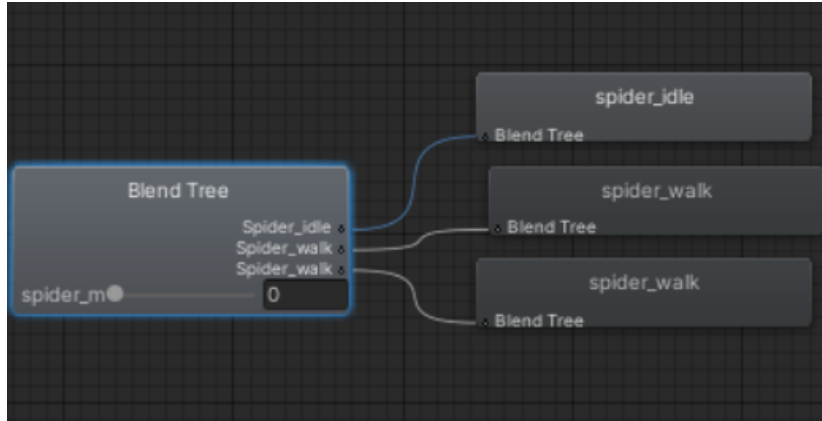 spider_idle
Blend Tree
Blend Tree
Spider_idle
Spider_walk
Spider_walk
spider_m
0
spider_walk
Blend Tree
spider_walk
Blend Tree